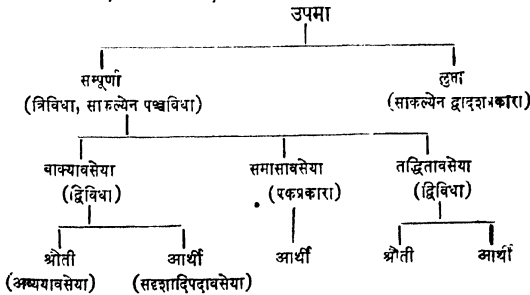 उपमा
सम्पूर्णा लुप्ता
(त्रिविधा, साकल्येन पञ्चविधा) (साकल्येन द्वादशप्रकारा)
वाक्यावसेया समासावसेया तद्धितावसेया
(द्विविधा) (एकप्रकारा) (द्विविधा)
श्रौती आर्थी आर्थी श्रौती आर्थी
(अव्ययावसेया) (सदृशादिपदावसेया)